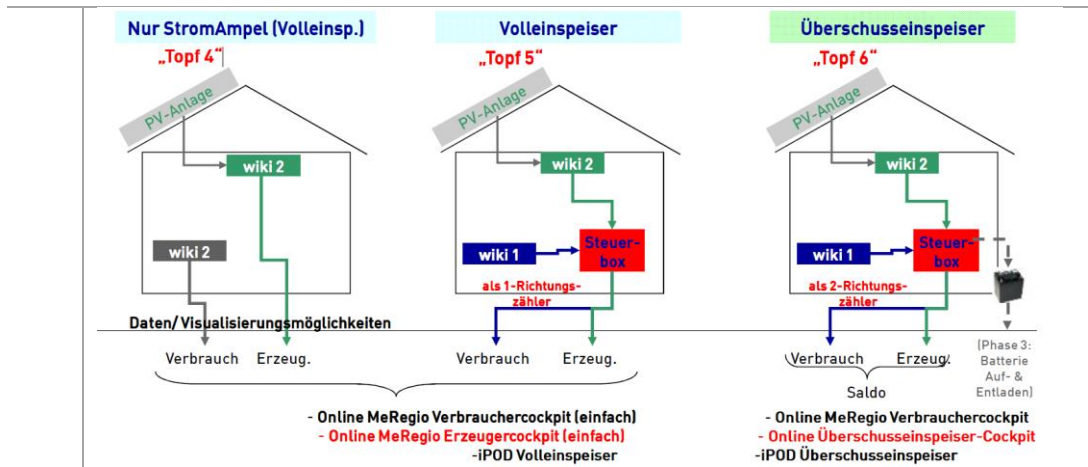 Nur StromAmpel (Volleinsp.)
„Topf 4“
PV-Anlage
wiki 2
wiki 2
Volleinspeiser
„Topf 5“
PV-Anlage
wiki 2
wiki 1
Steuer-
box
als 1-Richtungs-
zähler
Überschusseinspeiser
„Topf 6“
PV-Anlage
wiki 2
wiki 1
Steuer-
box
als 2-Richtungs-
zähler
Daten/ Visualisierungsmöglichkeiten
Verbrauch Erzeug.
Verbrauch Erzeug.
Verbrauch Erzeug.
Saldo
(Phase 3:
Batterie
Auf- &
Entladen)
- Online MeRegio Verbrauchercockpit (einfach)
- Online MeRegio Erzeugercockpit (einfach)
-iPOD Volleinspeiser
- Online MeRegio Verbrauchercockpit
- Online Überschusseinspeiser-Cockpit
-iPOD Überschusseinspeiser